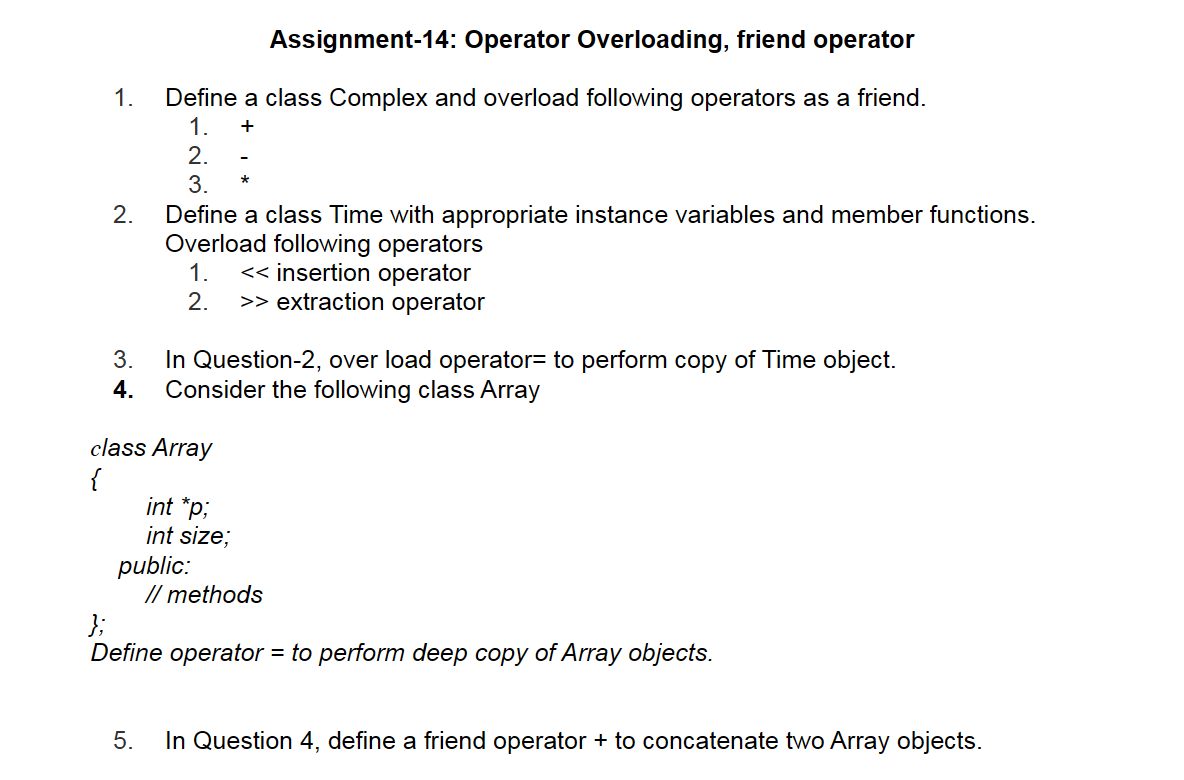 Assignment-14: Operator Overloading, friend operator
1. Define a class Complex and overload following operators as a friend.
1. +
2. -
3. *
2. Define a class Time with appropriate instance variables and member functions.
Overload following operators
1. << insertion operator
2. >> extraction operator
3. In Question-2, over load operator= to perform copy of Time object.
4. Consider the following class Array
class Array
{
int *p;
int size;
public:
// methods
};
Define operator = to perform deep copy of Array objects.
5. In Question 4, define a friend operator + to concatenate two Array objects.